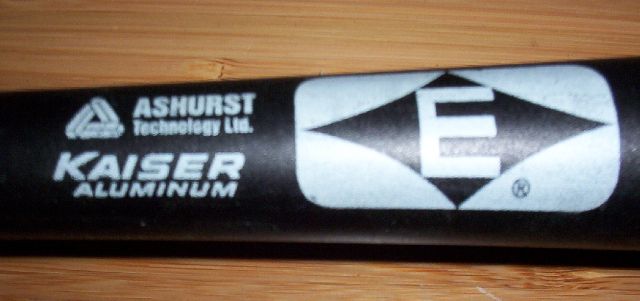 ASHURST
Technology Ltd.
KAISER
ALUMINUM
E
®